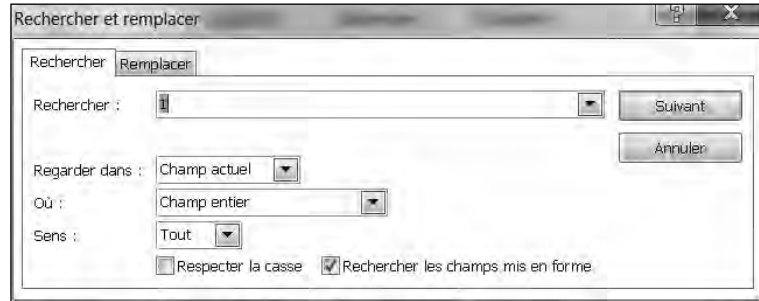 Rechercher et remplacer
Rechercher Remplacer
Rechercher : 1 Suivant
Annuler
Regarder dans : Champ actuel
Où : Champ entier
Sens : Tout
Respecter la casse Rechercher les champs mis en forme